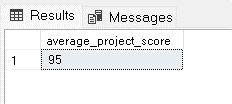 Results Messages
average_project_score
1 95